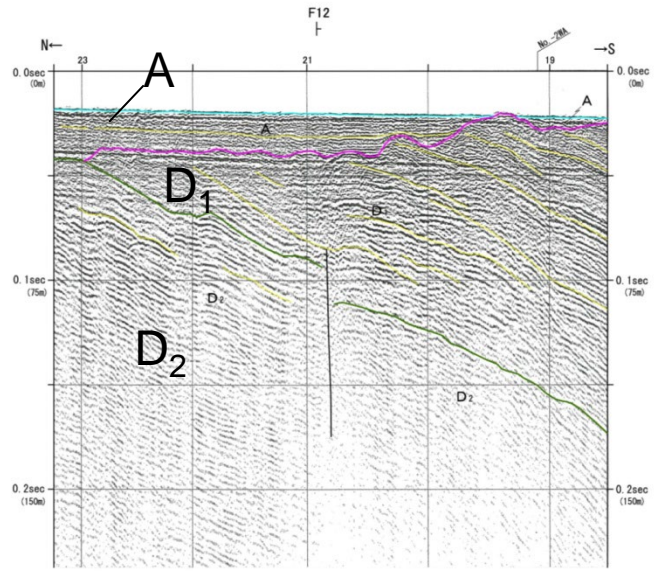 F12
N← No.-2WA →S
23 21 19
0.0sec 0.0sec
(0m) (0m)
A
A
A
D₁
D
0.1sec 0.1sec
(75m) (75m)
D₂
D₂
D₂
0.2sec 0.2sec
(150m) (150m)